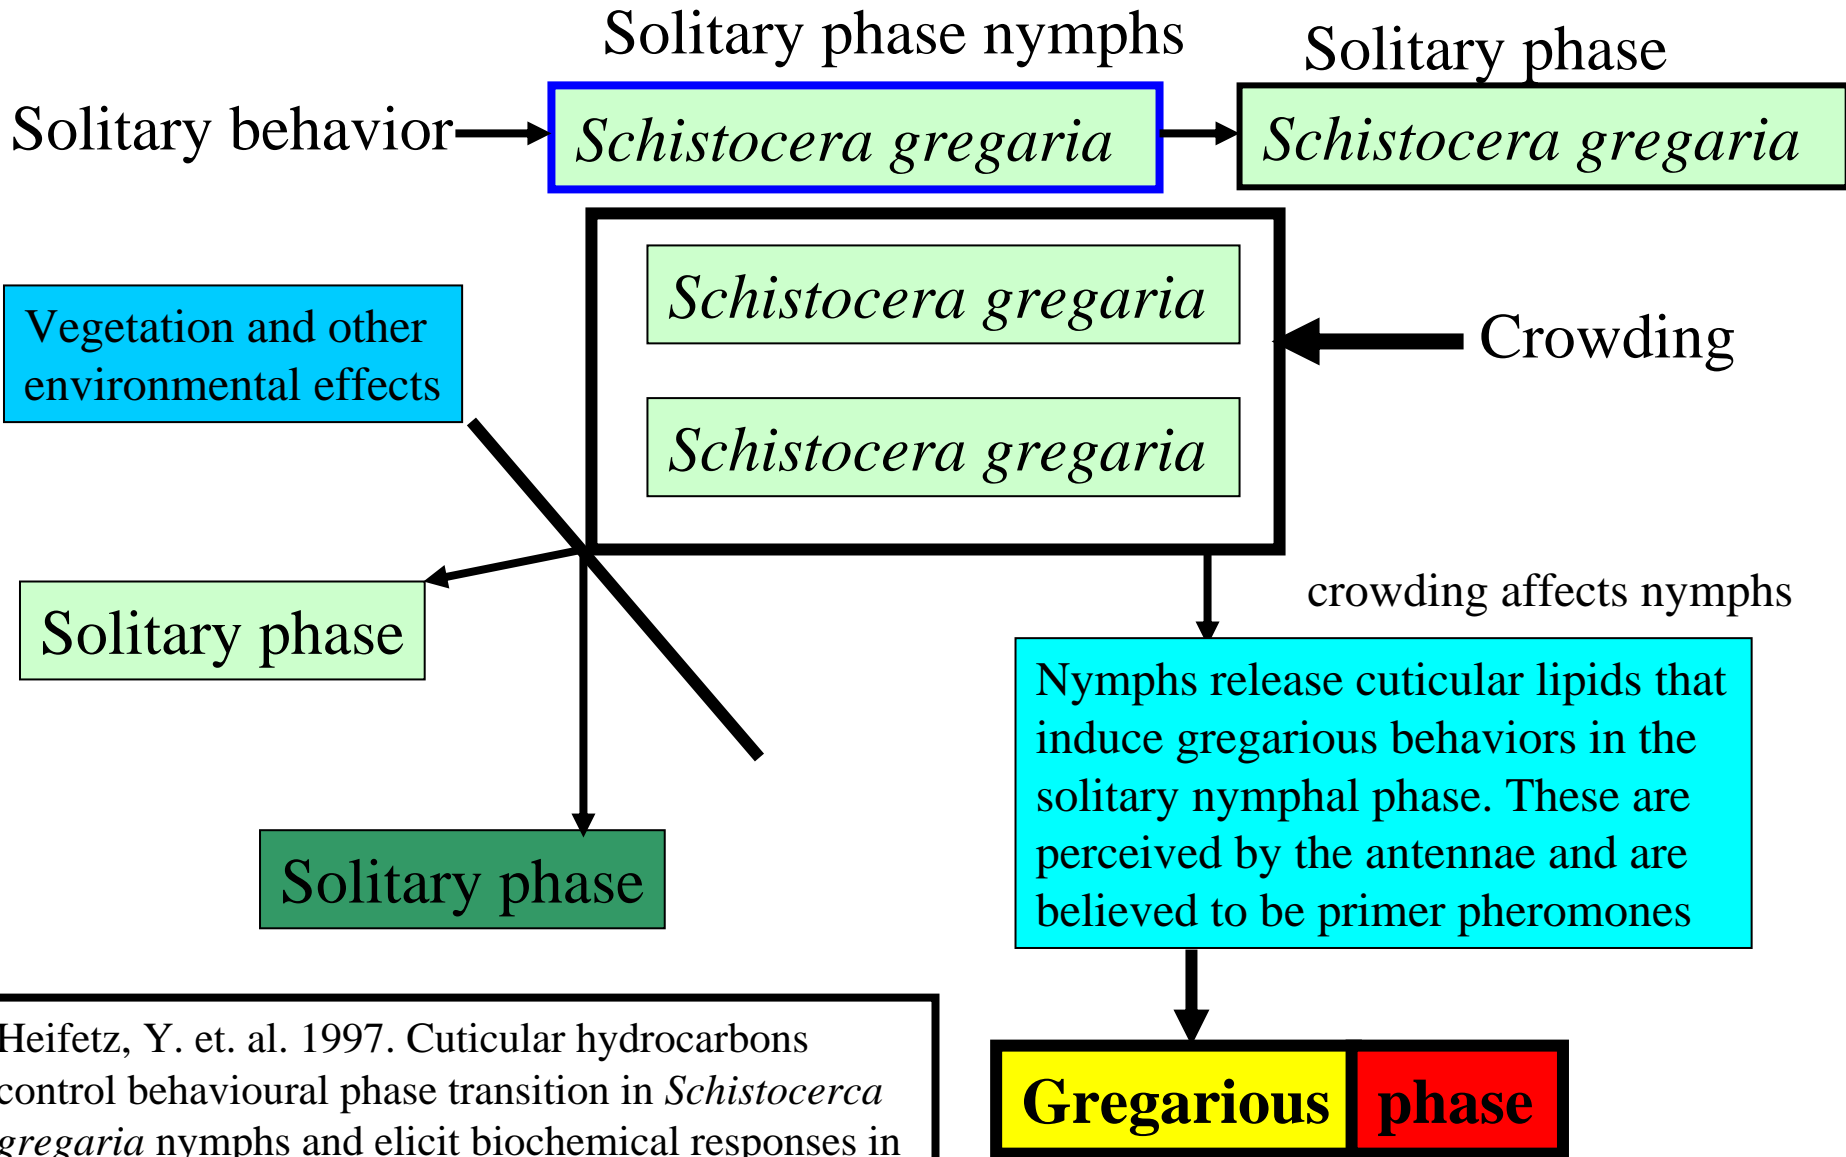 Solitary phase nymphs
Solitary phase
Solitary behavior
Schistocera gregaria
Schistocera gregaria
Schistocera gregaria
Crowding
Vegetation and other
environmental effects
Schistocera gregaria
crowding affects nymphs
Solitary phase
Nymphs release cuticular lipids that
induce gregarious behaviors in the
solitary nymphal phase. These are
perceived by the antennae and are
believed to be primer pheromones
Solitary phase
Heifetz, Y. et. al. 1997. Cuticular hydrocarbons
control behavioural phase transition in Schistocerca
gregaria nymphs and elicit biochemical responses in
Gregarious phase